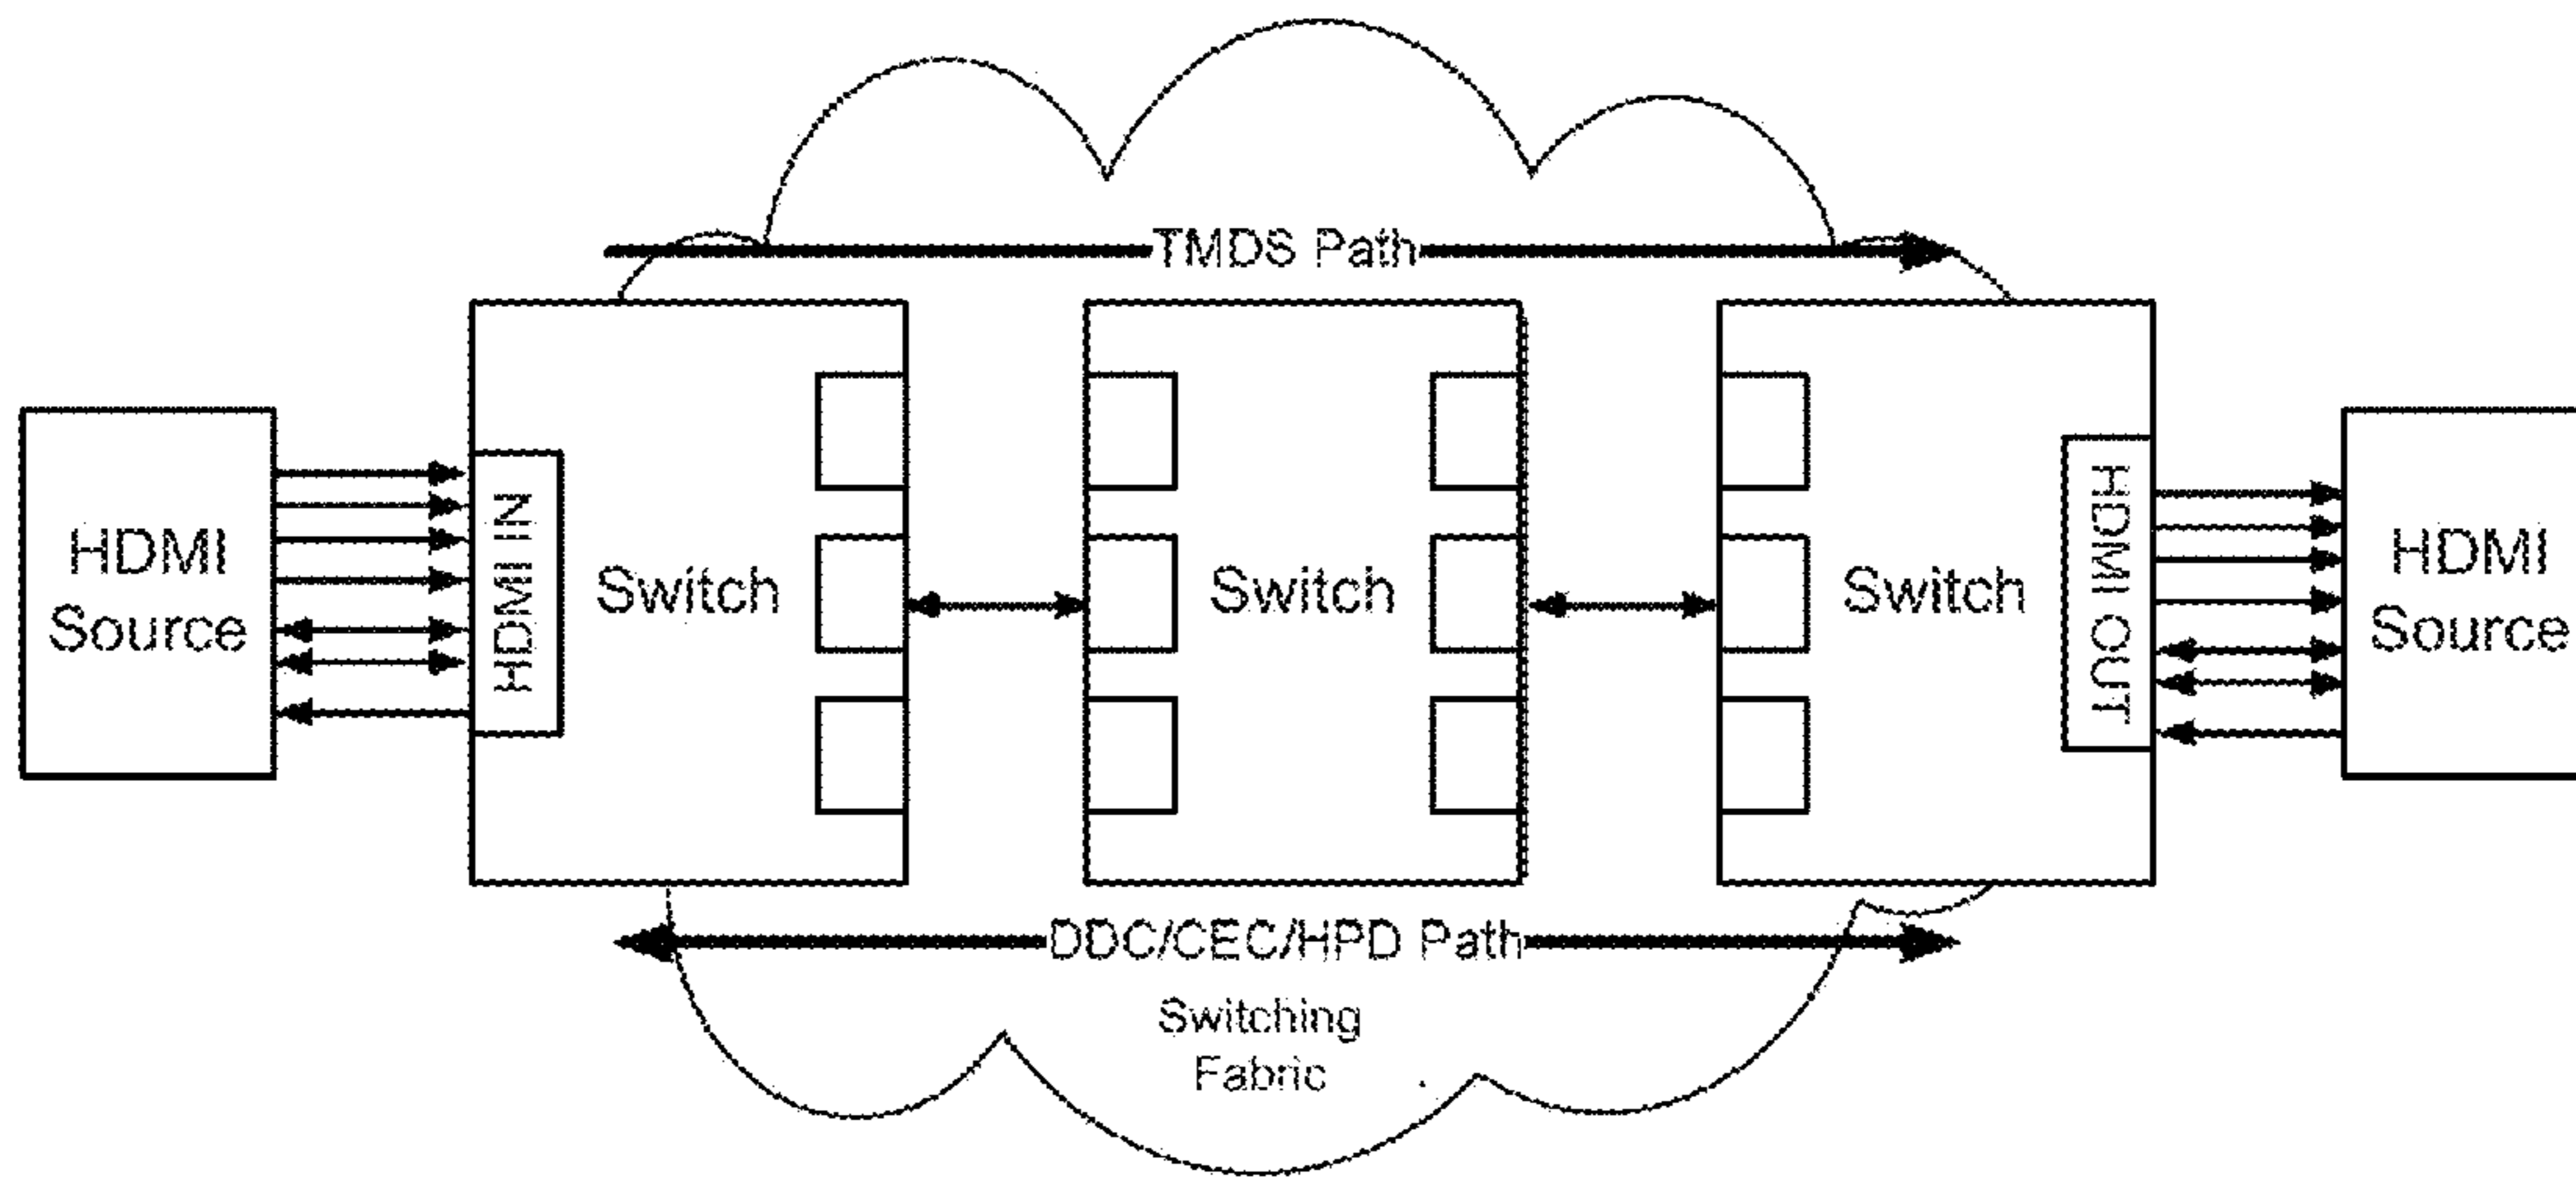 TMDS Path
HDMI
Source
HDMI IN
Switch
Switch
Switch
HDMI OUT
HDMI
Source
DDC/CEC/HPD Path
Switching
Fabric